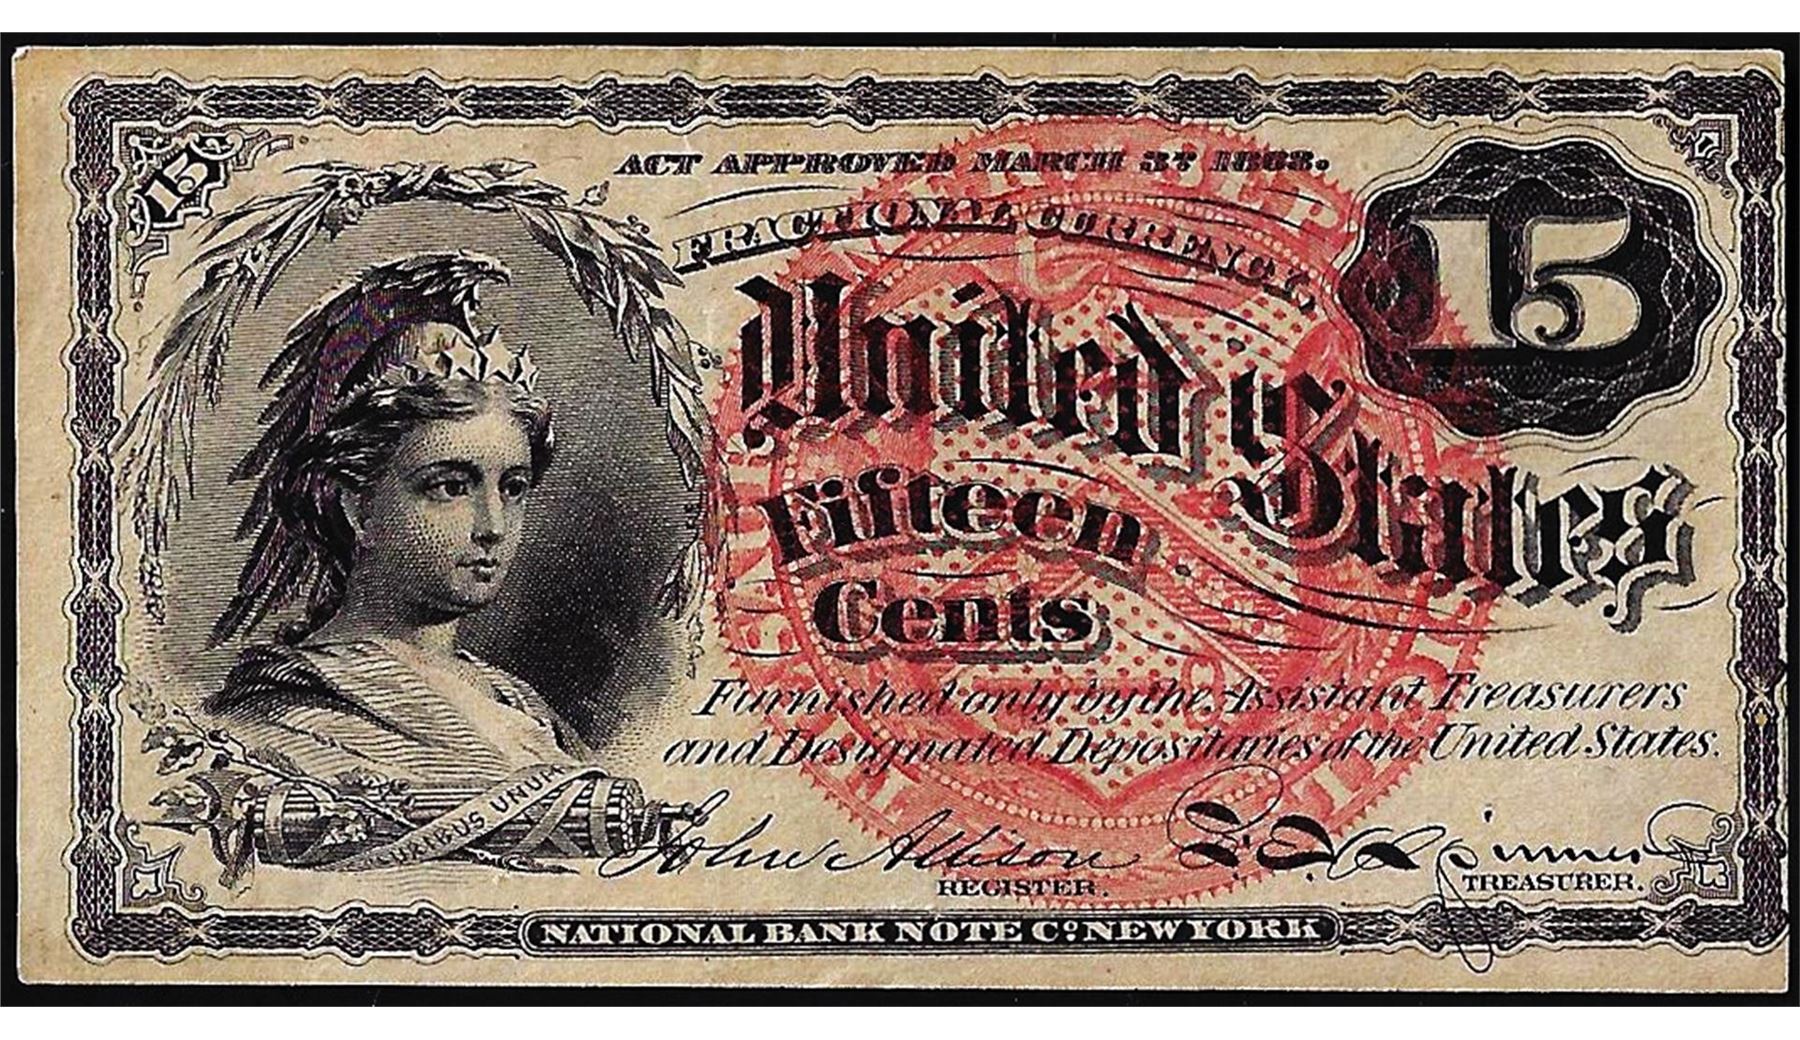 15
ACT APPROVED MARCH 3d 1863.
FRACTIONAL CURRENCY.
15
United States
Fifteen
Cents
Furnished only by the Assistant Treasurers
and Designated Depositaries of the United States.
PLURIBUS UNUM
John Allison
REGISTER.
F. E. Spinner
TREASURER.
NATIONAL BANK NOTE Co. NEW YORK